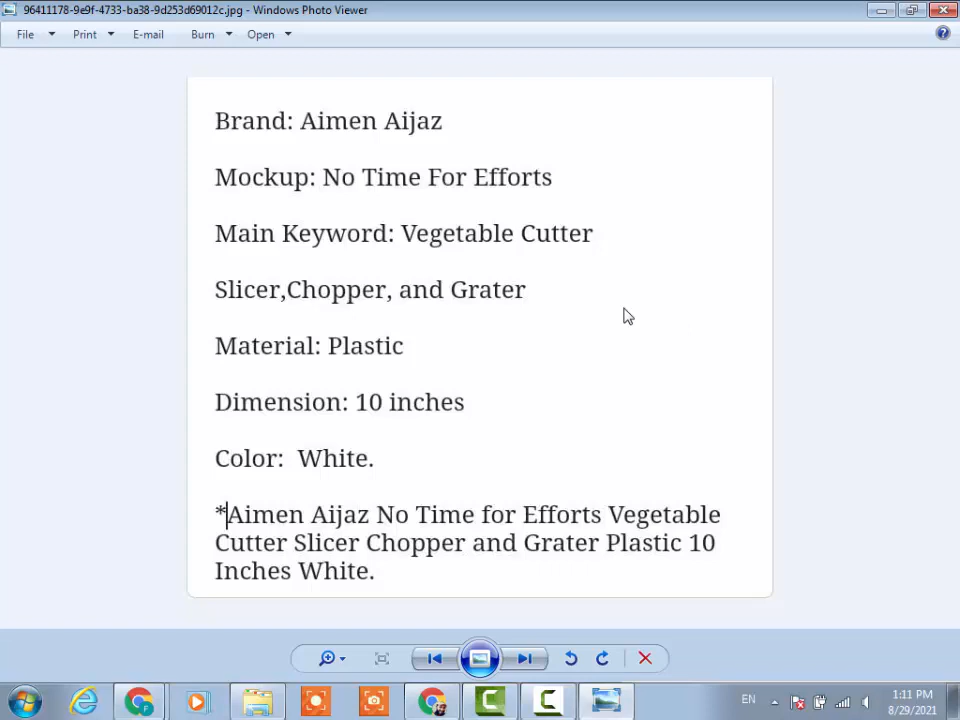 96411178-9e9f-4733-ba38-9d253d69012c.jpg - Windows Photo Viewer
File Print E-mail Burn Open
Brand: Aimen Aijaz
Mockup: No Time For Efforts
Main Keyword: Vegetable Cutter
Slicer,Chopper, and Grater
Material: Plastic
Dimension: 10 inches
Color:  White.
*Aimen Aijaz No Time for Efforts Vegetable
Cutter Slicer Chopper and Grater Plastic 10
Inches White.
EN
1:11 PM
8/29/2021